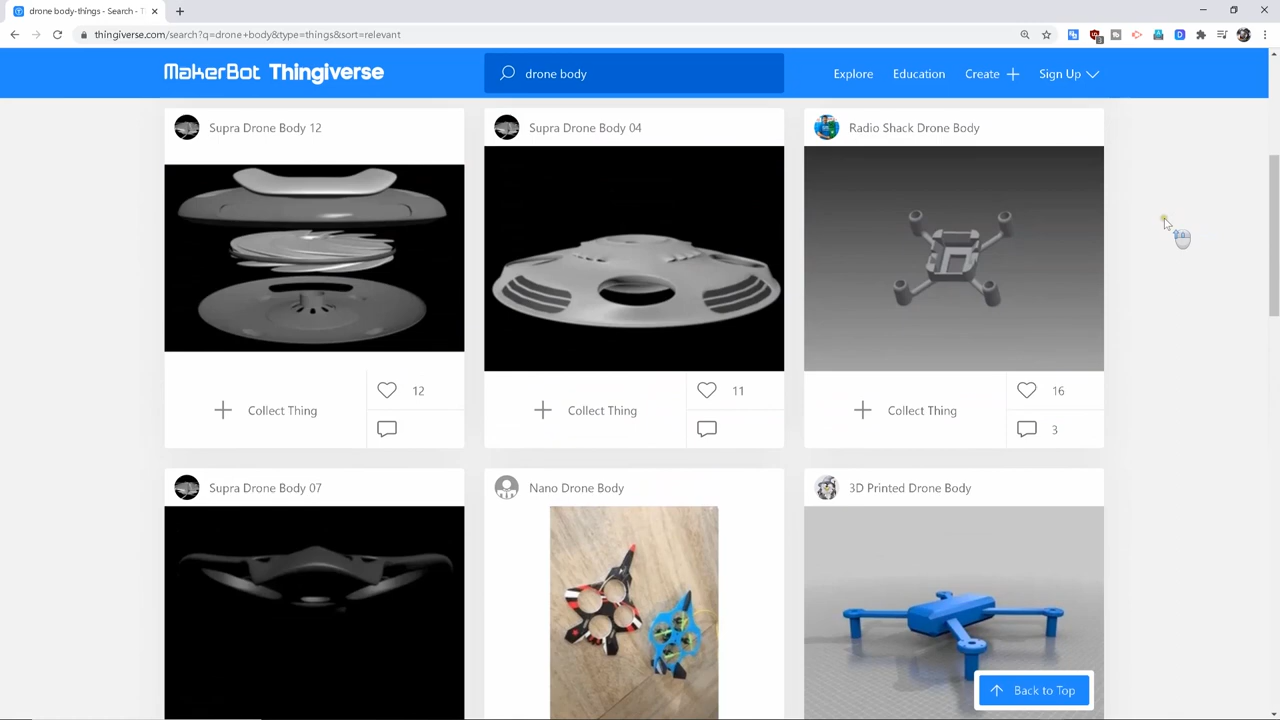 drone body-things - Search - T
thingiverse.com/search?q=drone+body&type=things&sort=relevant
3
MakerBot Thingiverse
drone body
Explore
Education
Create
Sign Up
Supra Drone Body 12
Supra Drone Body 04
Radio Shack Drone Body
Collect Thing
12
Collect Thing
11
Collect Thing
16
3
Supra Drone Body 07
Nano Drone Body
3D Printed Drone Body
Back to Top